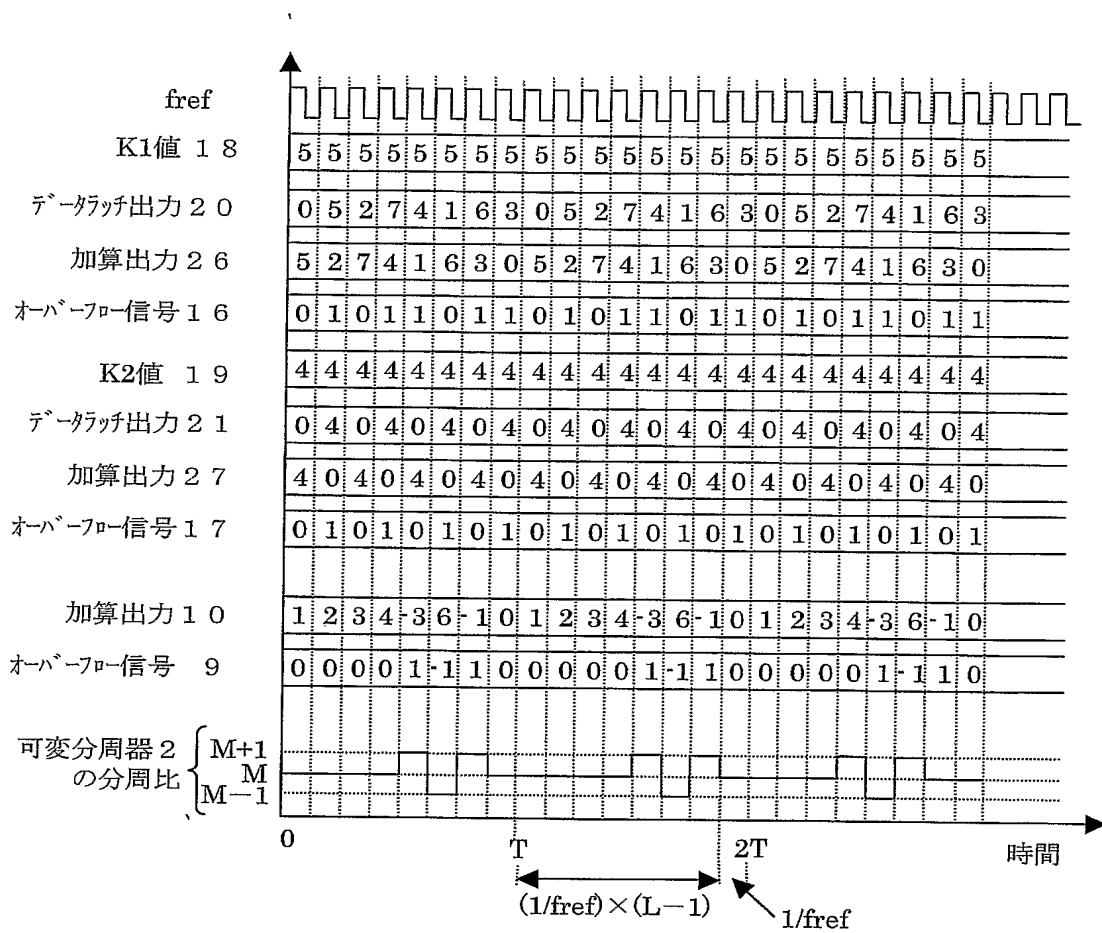 fref
K1値 18 5 5 5 5 5 5 5 5 5 5 5 5 5 5 5 5 5 5 5 5 5 5 5 5
データラッチ出力20 0 5 2 7 4 1 6 3 0 5 2 7 4 1 6 3 0 5 2 7 4 1 6 3
加算出力26 5 2 7 4 1 6 3 0 5 2 7 4 1 6 3 0 5 2 7 4 1 6 3 0
オーバーフロー信号16 0 1 0 1 1 0 1 1 0 1 0 1 1 0 1 1 0 1 0 1 1 0 1 1
K2値 19 4 4 4 4 4 4 4 4 4 4 4 4 4 4 4 4 4 4 4 4 4 4 4 4
データラッチ出力21 0 4 0 4 0 4 0 4 0 4 0 4 0 4 0 4 0 4 0 4 0 4 0 4
加算出力27 4 0 4 0 4 0 4 0 4 0 4 0 4 0 4 0 4 0 4 0 4 0 4 0
オーバーフロー信号17 0 1 0 1 0 1 0 1 0 1 0 1 0 1 0 1 0 1 0 1 0 1 0 1
加算出力10 1 2 3 4 -3 6 -1 0 1 2 3 4 -3 6 -1 0 1 2 3 4 -3 6 -1 0
オーバーフロー信号 9 0 0 0 0 1 -1 1 0 0 0 0 0 1 -1 1 0 0 0 0 0 1 -1 1 0
可変分周器2の分周比
M+1
M
M−1
0 T 2T 時間
(1/fref)×(L−1)
1/fref